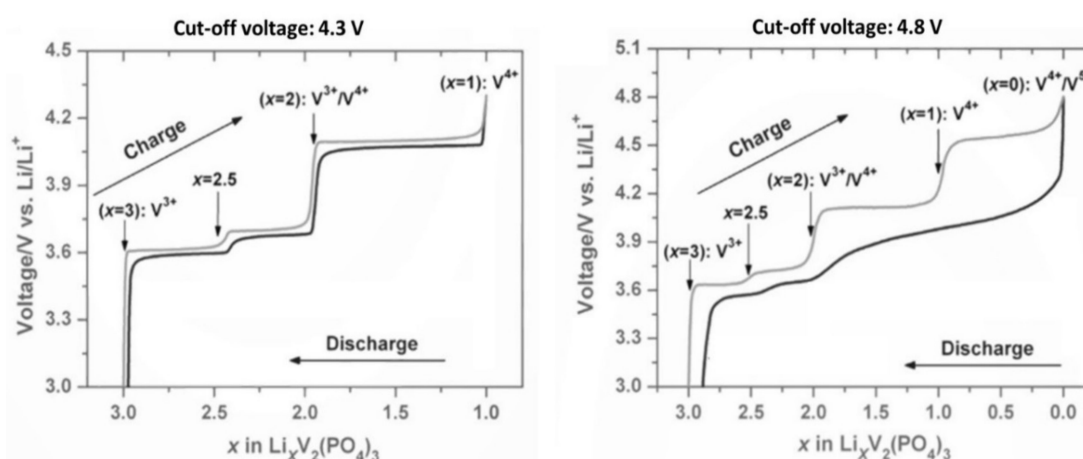 Cut-off voltage: 4.3 V
4.5
4.2
3.9
3.6
3.3
3.0
Voltage/V vs. Li/Li⁺
(x=1): V⁴⁺
(x=2): V³⁺/V⁴⁺
Charge
x=2.5
(x=3): V³⁺
Discharge
3.0 2.5 2.0 1.5 1.0
x in LiₓV₂(PO₄)₃
Cut-off voltage: 4.8 V
5.1
4.8
4.5
4.2
3.9
3.6
3.3
3.0
Voltage/V vs. Li/Li⁺
(x=0): V⁴⁺/V⁵
(x=1): V⁴⁺
Charge
(x=2): V³⁺/V⁴⁺
x=2.5
(x=3): V³⁺
Discharge
3.0 2.5 2.0 1.5 1.0 0.5 0.0
x in LiₓV₂(PO₄)₃